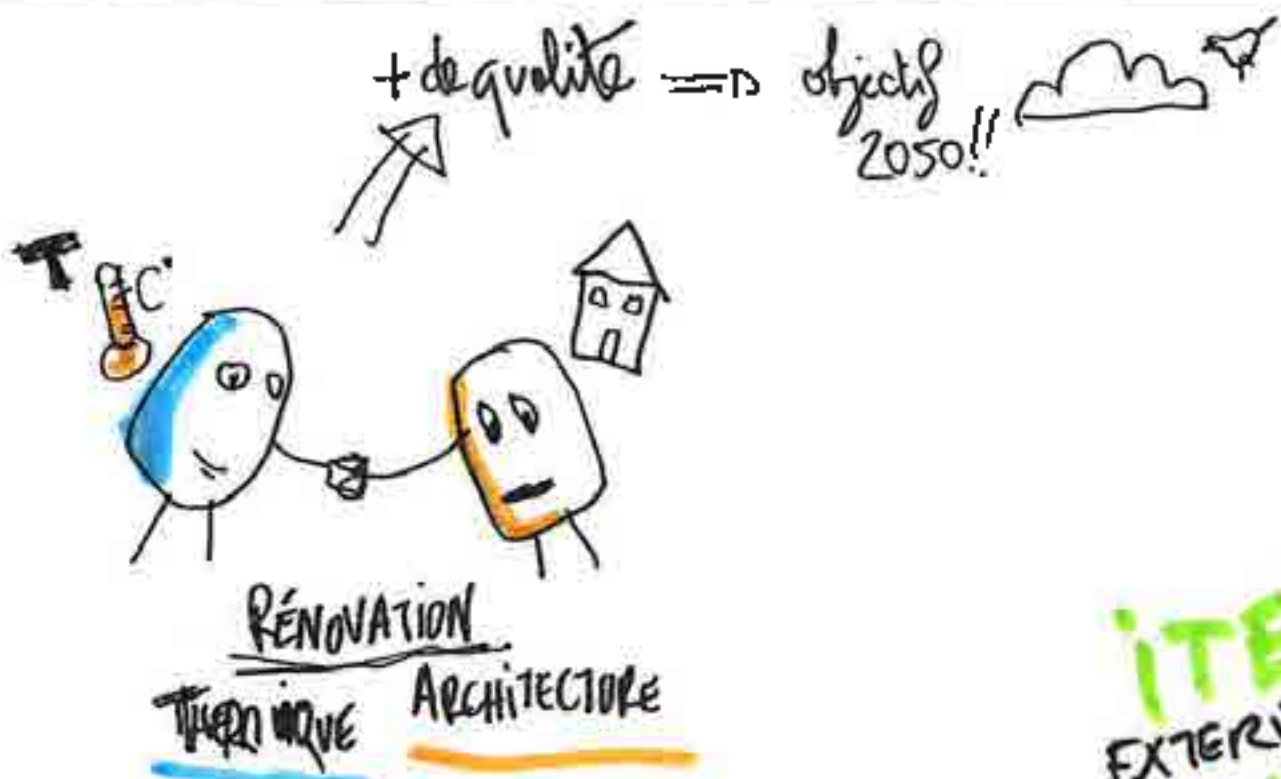 + de qualité => objectif
2050!!
T
C°
RÉNOVATION
THERMIQUE ARCHITECTURE
ITE
EXTERI